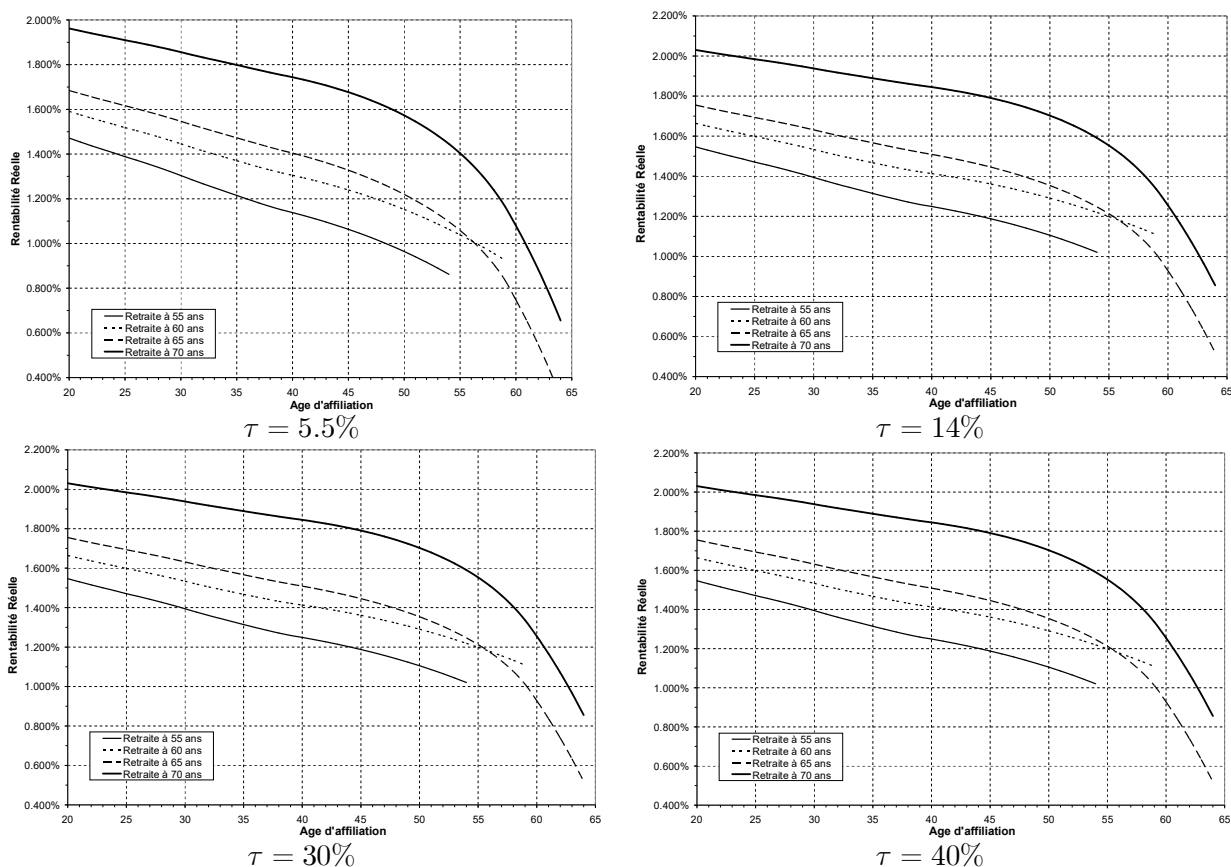 2.000%
1.800%
1.600%
1.400%
1.200%
1.000%
0.800%
0.600%
0.400%
Rentabilité Réelle
Retraite à 55 ans
Retraite à 60 ans
Retraite à 65 ans
Retraite à 70 ans
20 25 30 35 40 45 50 55 60 65
Age d'affiliation
τ = 5.5%
2.200%
2.000%
1.800%
1.600%
1.400%
1.200%
1.000%
0.800%
0.600%
0.400%
Rentabilité Réelle
Retraite à 55 ans
Retraite à 60 ans
Retraite à 65 ans
Retraite à 70 ans
20 25 30 35 40 45 50 55 60 65
Age d'affiliation
τ = 14%
2.200%
2.000%
1.800%
1.600%
1.400%
1.200%
1.000%
0.800%
0.600%
0.400%
Rentabilité Réelle
Retraite à 55 ans
Retraite à 60 ans
Retraite à 65 ans
Retraite à 70 ans
20 25 30 35 40 45 50 55 60 65
Age d'affiliation
τ = 30%
2.200%
2.000%
1.800%
1.600%
1.400%
1.200%
1.000%
0.800%
0.600%
0.400%
Rentabilité Réelle
Retraite à 55 ans
Retraite à 60 ans
Retraite à 65 ans
Retraite à 70 ans
20 25 30 35 40 45 50 55 60 65
Age d'affiliation
τ = 40%